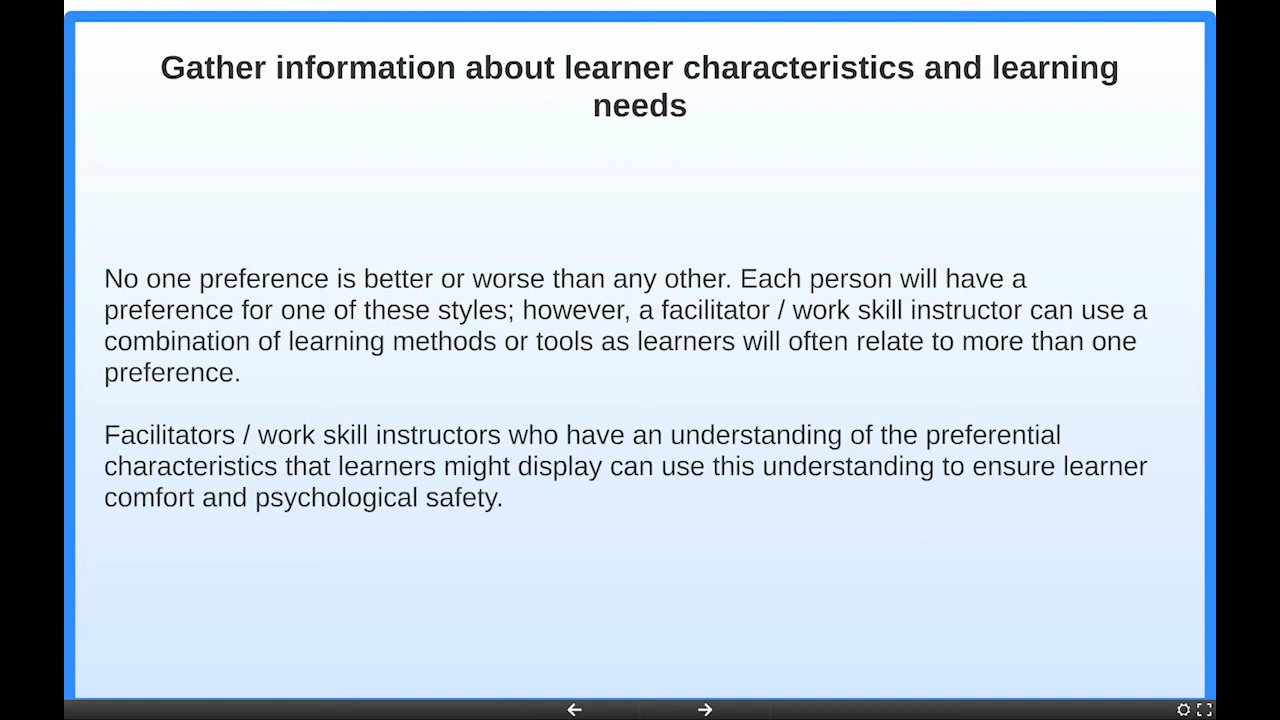 Gather information about learner characteristics and learning
needs
No one preference is better or worse than any other. Each person will have a
preference for one of these styles; however, a facilitator / work skill instructor can use a
combination of learning methods or tools as learners will often relate to more than one
preference.
Facilitators / work skill instructors who have an understanding of the preferential
characteristics that learners might display can use this understanding to ensure learner
comfort and psychological safety.